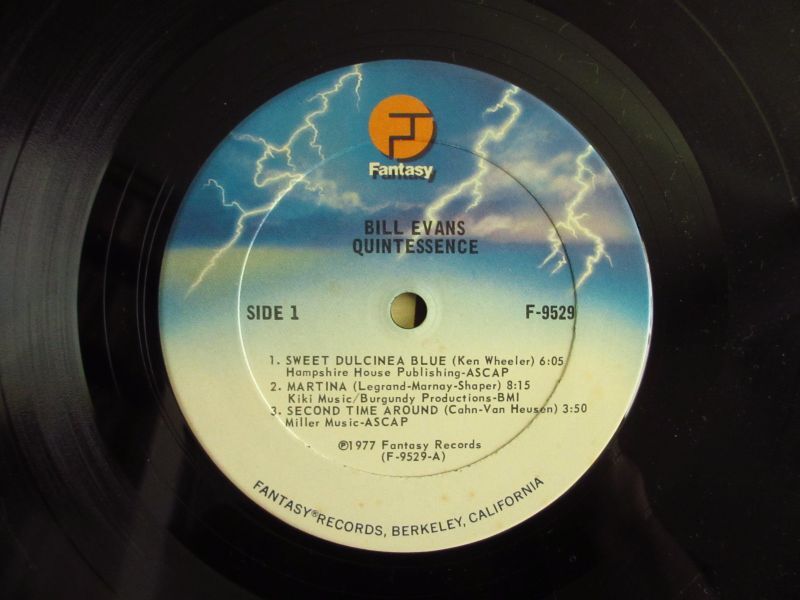 Fantasy
BILL EVANS
QUINTESSENCE
SIDE 1
F-9529
1. SWEET DULCINEA BLUE (Ken Wheeler) 6:05
Hampshire House Publishing-ASCAP
2. MARTINA (Legrand-Marnay-Shaper) 8:15
Kiki Music/Burgundy Productions-BMI
3. SECOND TIME AROUND (Cahn-Van Heusen) 3:50
Miller Music-ASCAP
℗1977 Fantasy Records
(F-9529-A)
FANTASY® RECORDS, BERKELEY, CALIFORNIA